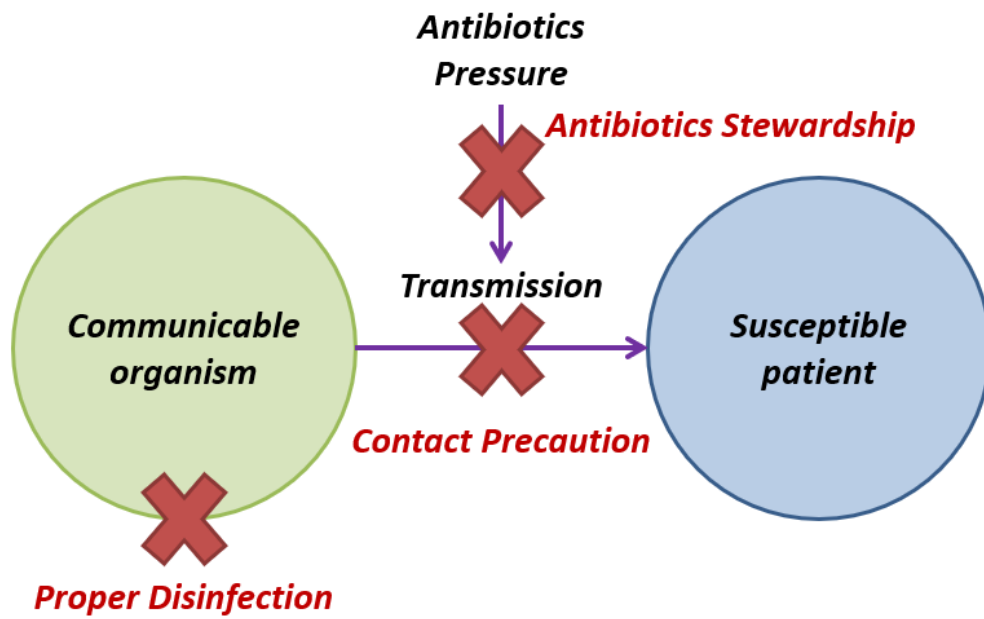 Antibiotics
Pressure
Antibiotics Stewardship
Transmission
Communicable
organism
Susceptible
patient
Contact Precaution
Proper Disinfection